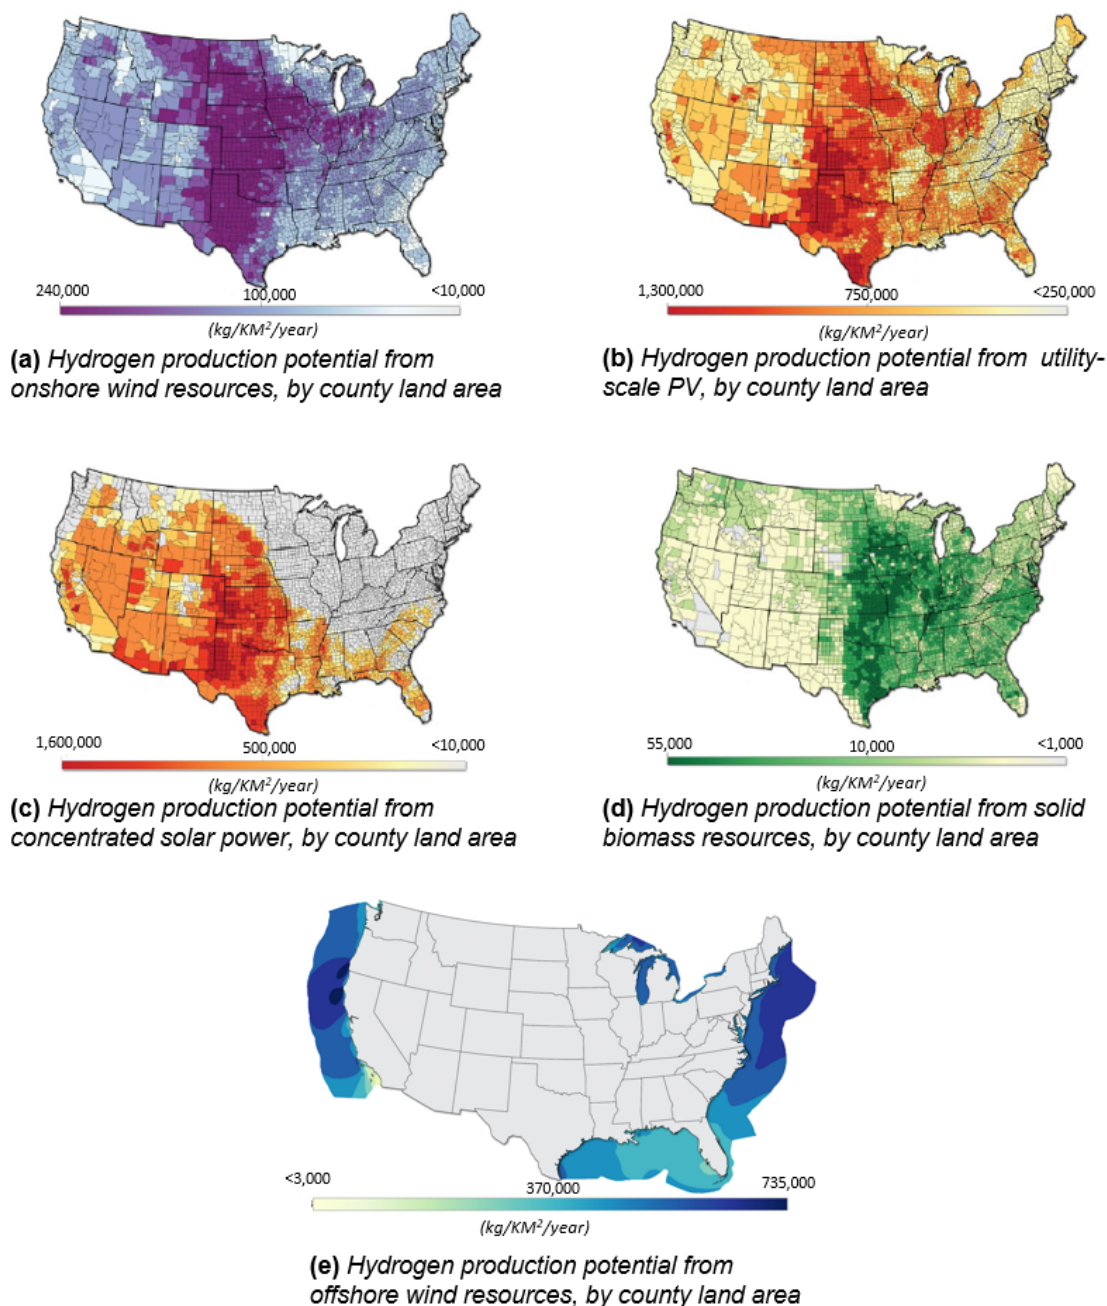 240,000 100,000 <10,000
(kg/KM²/year)
(a) Hydrogen production potential from
onshore wind resources, by county land area
1,300,000 750,000 <250,000
(kg/KM²/year)
(b) Hydrogen production potential from utility-
scale PV, by county land area
1,600,000 500,000 <10,000
(kg/KM²/year)
(c) Hydrogen production potential from
concentrated solar power, by county land area
55,000 10,000 <1,000
(kg/KM²/year)
(d) Hydrogen production potential from solid
biomass resources, by county land area
<3,000 370,000 735,000
(kg/KM²/year)
(e) Hydrogen production potential from
offshore wind resources, by county land area